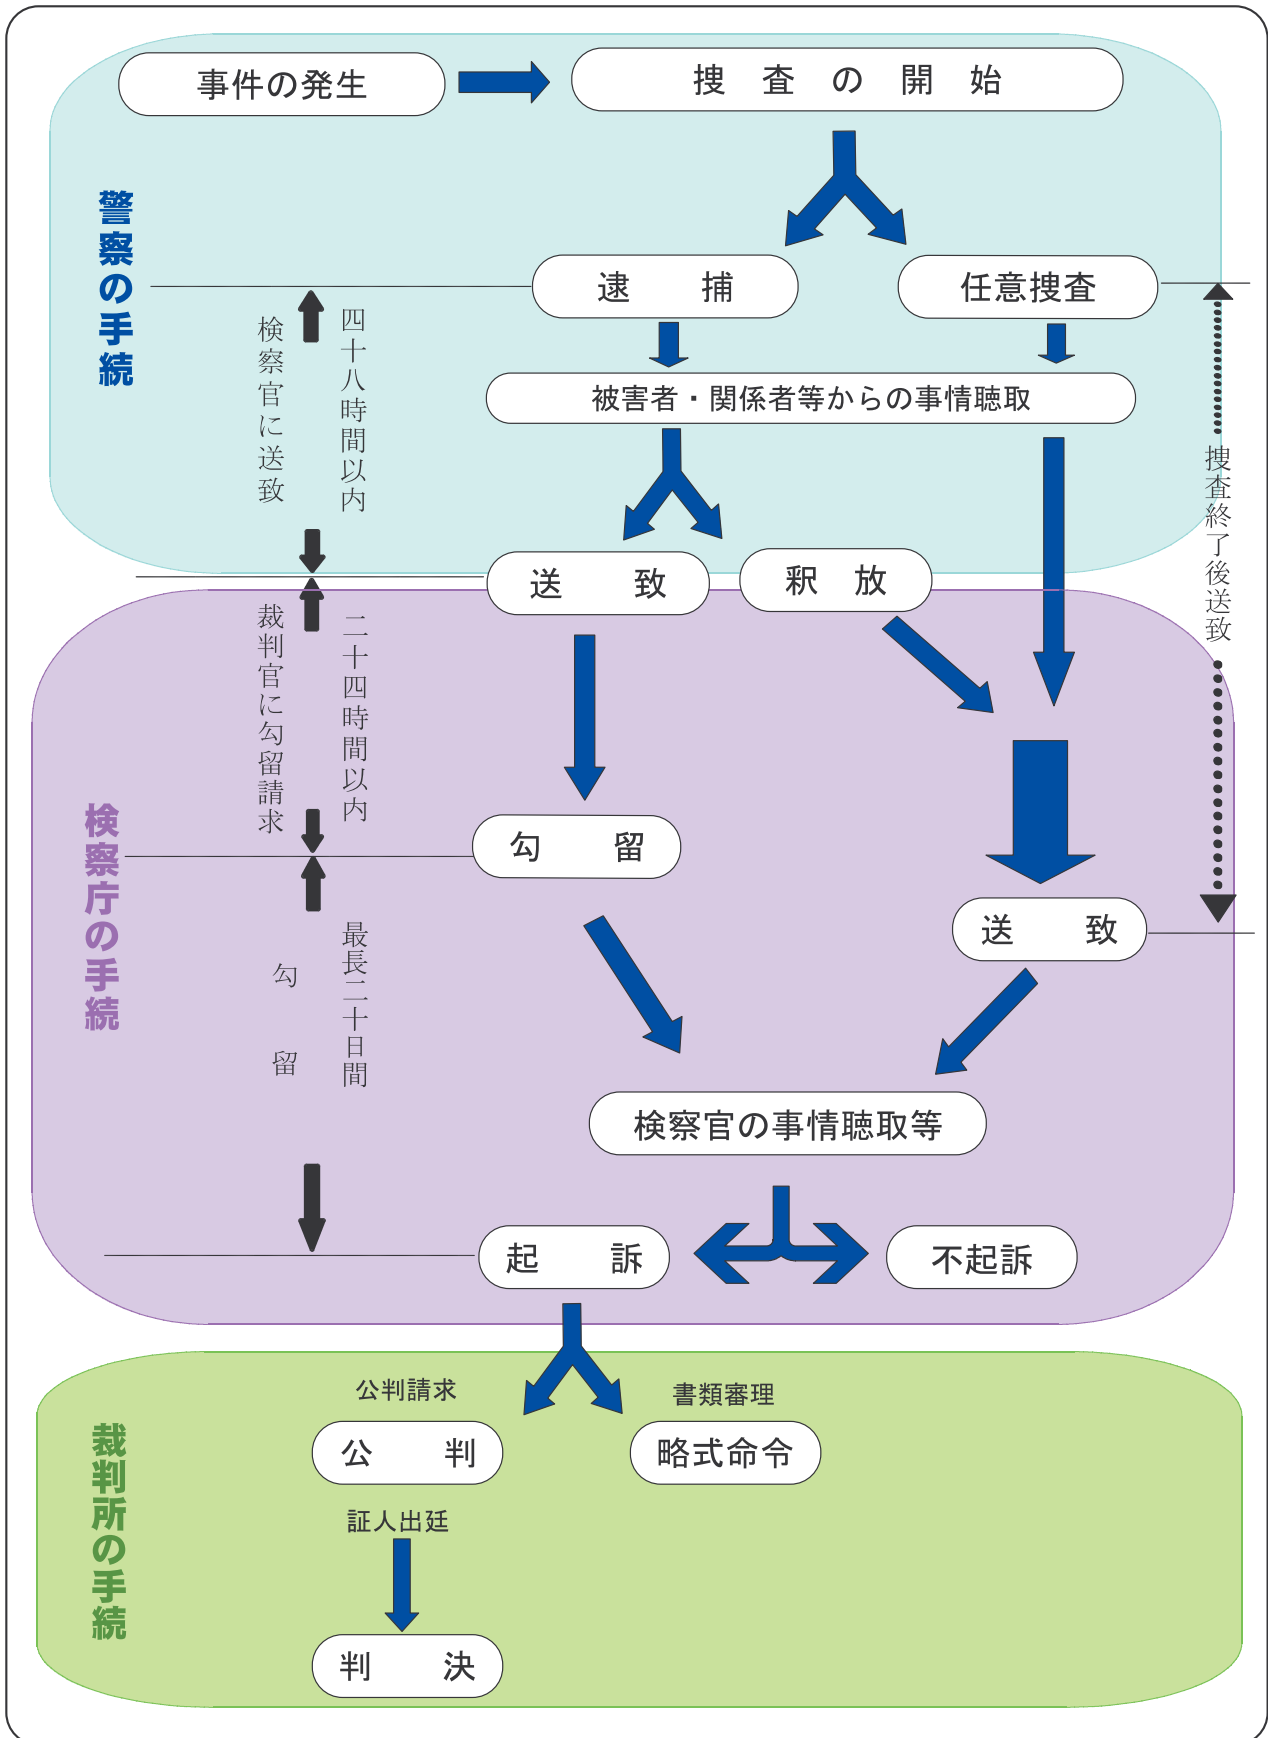 事件の発生
捜査の開始
警察の手続
逮捕
任意捜査
四十八時間以内
検察官に送致
被害者・関係者等からの事情聴取
捜査終了後送致
送致
釈放
二十四時間以内
裁判官に勾留請求
検察庁の手続
勾留
送致
最長二十日間
勾留
検察官の事情聴取等
起訴
不起訴
裁判所の手続
公判請求
書類審理
公判
略式命令
証人出廷
判決